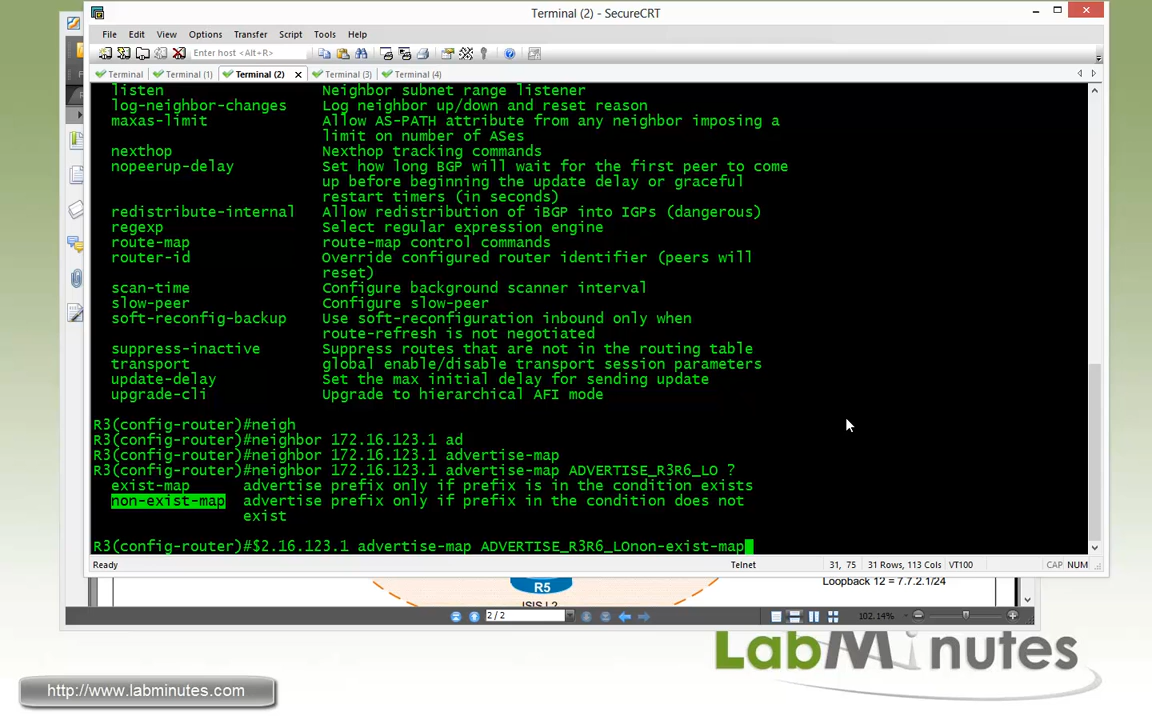 Terminal (2) - SecureCRT
File Edit View Options Transfer Script Tools Help
Enter host <Alt+R>
Terminal Terminal (1) Terminal (2) Terminal (3) Terminal (4)
listen Neighbor subnet range listener
log-neighbor-changes Log neighbor up/down and reset reason
maxas-limit Allow AS-PATH attribute from any neighbor imposing a
limit on number of ASes
nexthop Nexthop tracking commands
nopeerup-delay Set how long BGP will wait for the first peer to come
up before beginning the update delay or graceful
restart timers (in seconds)
redistribute-internal Allow redistribution of iBGP into IGPs (dangerous)
regexp Select regular expression engine
route-map route-map control commands
router-id Override configured router identifier (peers will
reset)
scan-time Configure background scanner interval
slow-peer Configure slow-peer
soft-reconfig-backup Use soft-reconfiguration inbound only when
route-refresh is not negotiated
suppress-inactive Suppress routes that are not in the routing table
transport global enable/disable transport session parameters
update-delay Set the max initial delay for sending update
upgrade-cli Upgrade to hierarchical AFI mode
R3(config-router)#neigh
R3(config-router)#neighbor 172.16.123.1 ad
R3(config-router)#neighbor 172.16.123.1 advertise-map
R3(config-router)#neighbor 172.16.123.1 advertise-map ADVERTISE_R3R6_LO ?
exist-map advertise prefix only if prefix is in the condition exists
non-exist-map advertise prefix only if prefix in the condition does not
exist
R3(config-router)#$2.16.123.1 advertise-map ADVERTISE_R3R6_LOnon-exist-map
Ready Telnet 31, 75 31 Rows, 113 Cols VT100 CAP NUM
R5
ISIS L2
Loopback 12 = 7.7.2.1/24
2 / 2 102.14%
LabMinutes
http://www.labminutes.com